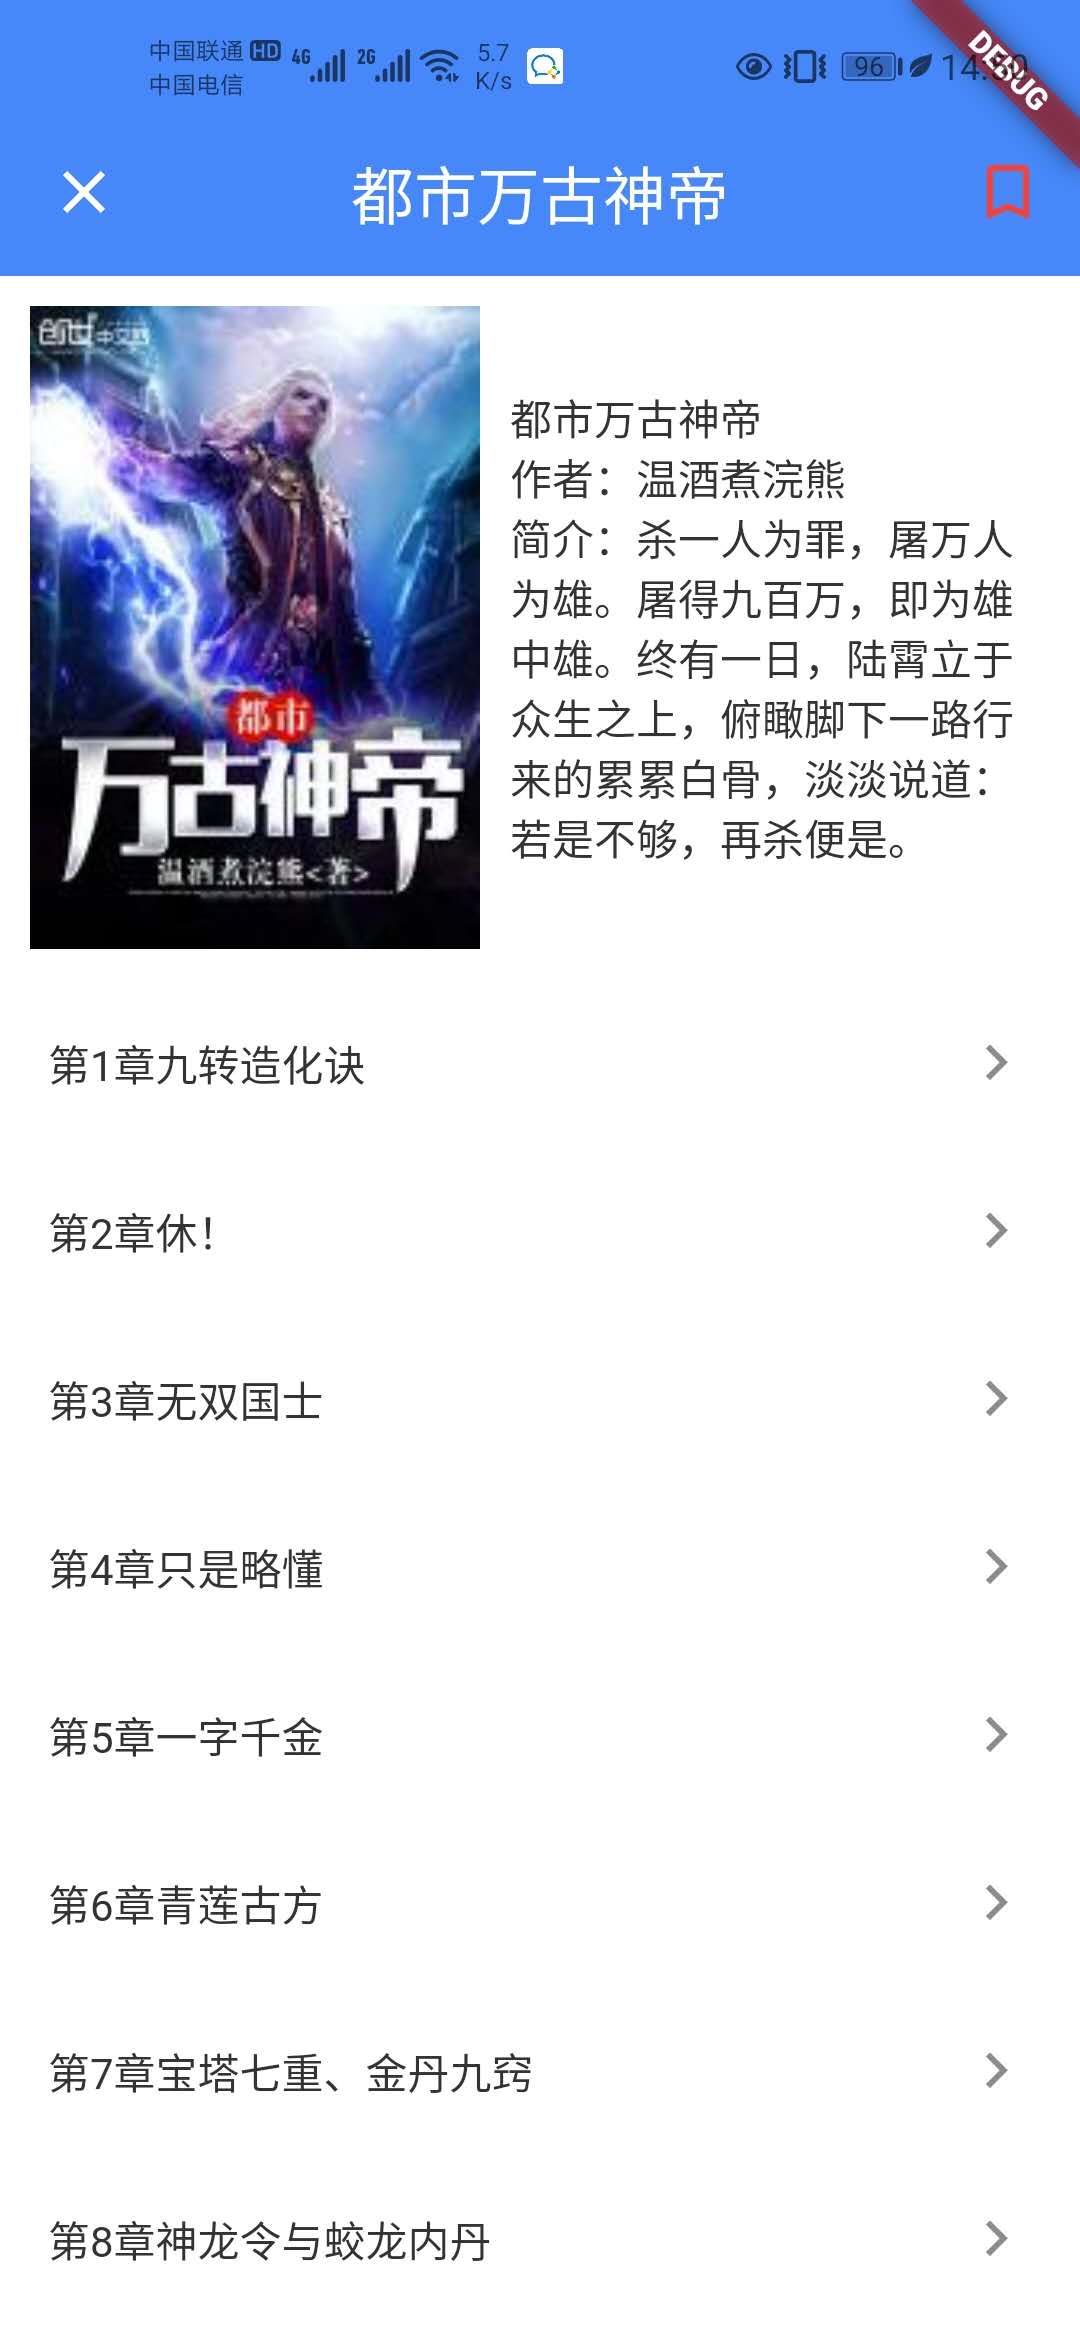 中国联通 HD 4G 2G 5.7
中国电信 K/s
96
DEBUG
都市万古神帝
创世中文网
都市
万古神帝
温酒煮浣熊<著>
都市万古神帝
作者：温酒煮浣熊
简介：杀一人为罪，屠万人
为雄。屠得九百万，即为雄
中雄。终有一日，陆霄立于
众生之上，俯瞰脚下一路行
来的累累白骨，淡淡说道：
若是不够，再杀便是。
第1章九转造化诀
第2章休！
第3章无双国士
第4章只是略懂
第5章一字千金
第6章青莲古方
第7章宝塔七重、金丹九窍
第8章神龙令与蛟龙内丹